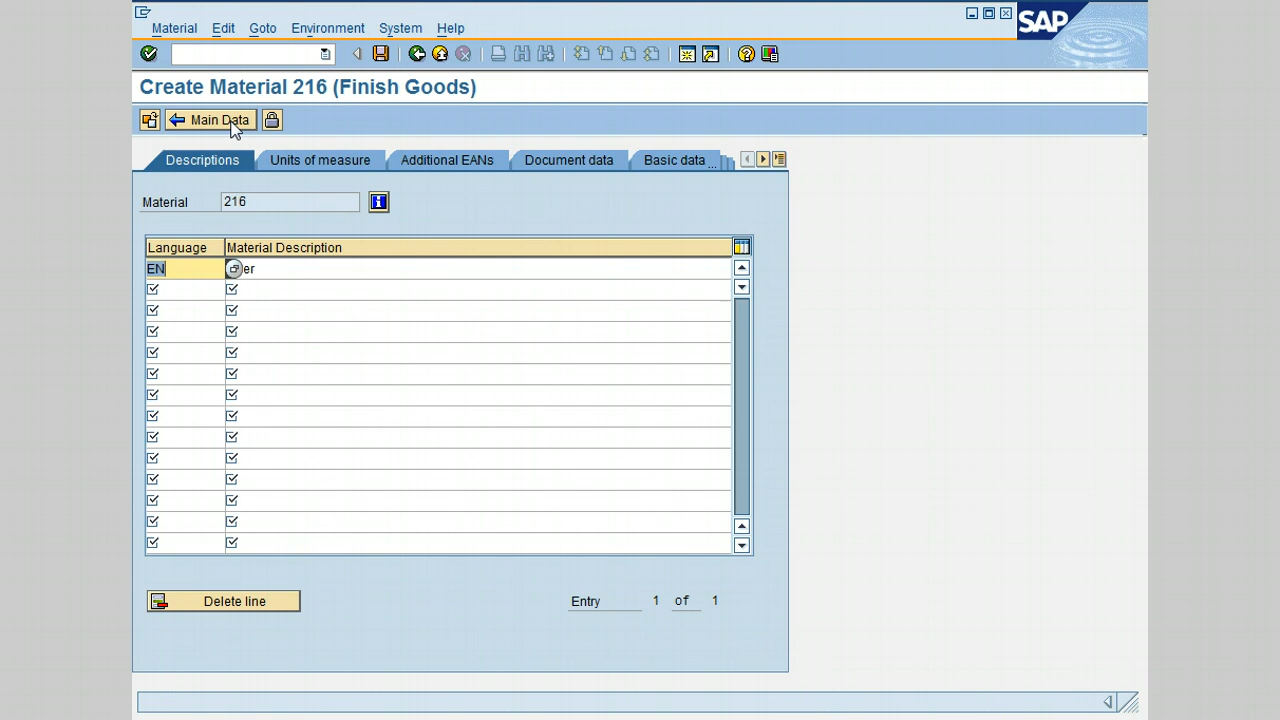 Material Edit Goto Environment System Help
SAP
Create Material 216 (Finish Goods)
Main Data
Descriptions Units of measure Additional EANs Document data Basic data ...
Material 216
Language Material Description
EN er
Delete line
Entry 1 of 1